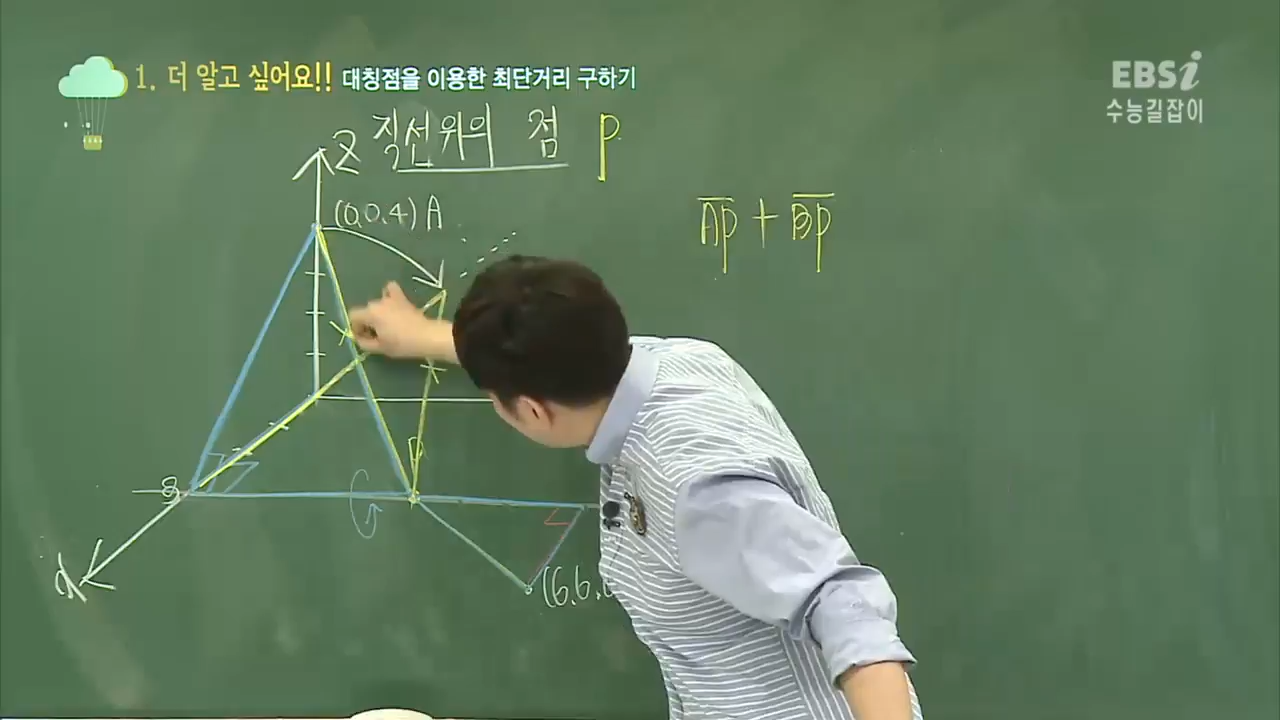 1. 더 알고 싶어요!! 대칭점을 이용한 최단거리 구하기
EBSi
수능길잡이
직선위의 점 P
Z
(0,0,4) A
AP + BP
P
(6,6,